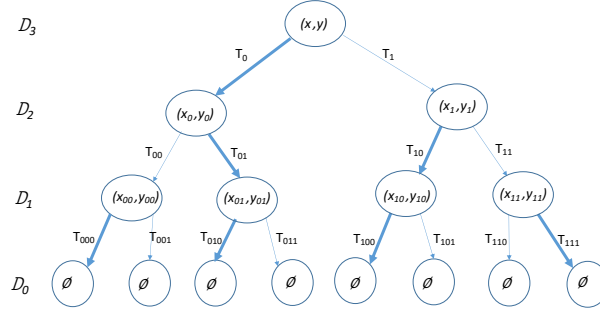 D₃ (x,y)
T₀ T₁
D₂ (x₀,y₀) (x₁,y₁)
T₀₀ T₀₁ T₁₀ T₁₁
D₁ (x₀₀,y₀₀) (x₀₁,y₀₁) (x₁₀,y₁₀) (x₁₁,y₁₁)
T₀₀₀ T₀₀₁ T₀₁₀ T₀₁₁ T₁₀₀ T₁₀₁ T₁₁₀ T₁₁₁
D₀ Ø Ø Ø Ø Ø Ø Ø Ø